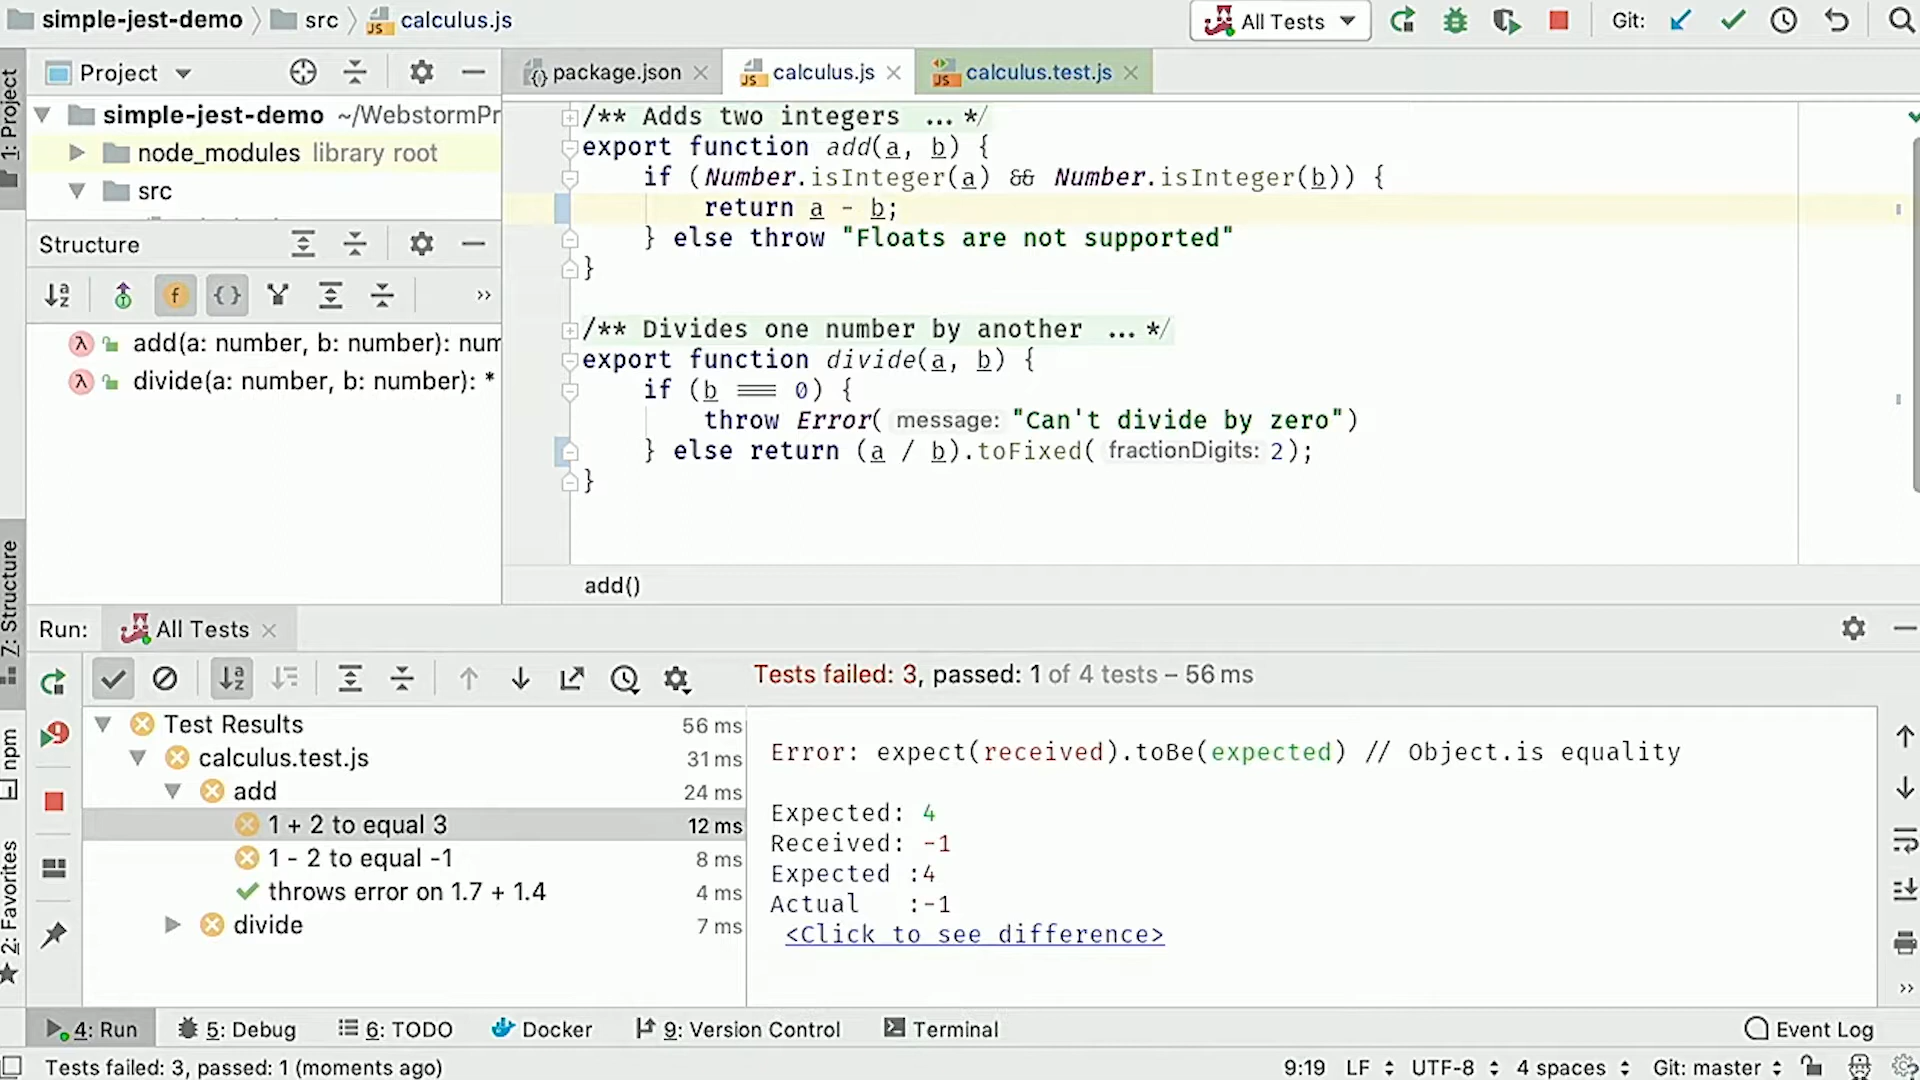 simple-jest-demo src calculus.js
All Tests Git:
1: Project
Project
package.json calculus.js calculus.test.js
simple-jest-demo ~/WebstormPr
node_modules library root
src
Structure
add(a: number, b: number): num
divide(a: number, b: number): *
/** Adds two integers ...*/
export function add(a, b) {
if (Number.isInteger(a) && Number.isInteger(b)) {
return a - b;
} else throw "Floats are not supported"
}
/** Divides one number by another ...*/
export function divide(a, b) {
if (b === 0) {
throw Error( message: "Can't divide by zero")
} else return (a / b).toFixed( fractionDigits: 2);
}
add()
Z: Structure
npm
2: Favorites
Run: All Tests
Tests failed: 3, passed: 1 of 4 tests – 56 ms
Test Results 56 ms
calculus.test.js 31 ms
add 24 ms
1 + 2 to equal 3 12 ms
1 - 2 to equal -1 8 ms
throws error on 1.7 + 1.4 4 ms
divide 7 ms
Error: expect(received).toBe(expected) // Object.is equality
Expected: 4
Received: -1
Expected :4
Actual :-1
<Click to see difference>
4: Run 5: Debug 6: TODO Docker 9: Version Control Terminal Event Log
Tests failed: 3, passed: 1 (moments ago) 9:19 LF UTF-8 4 spaces Git: master